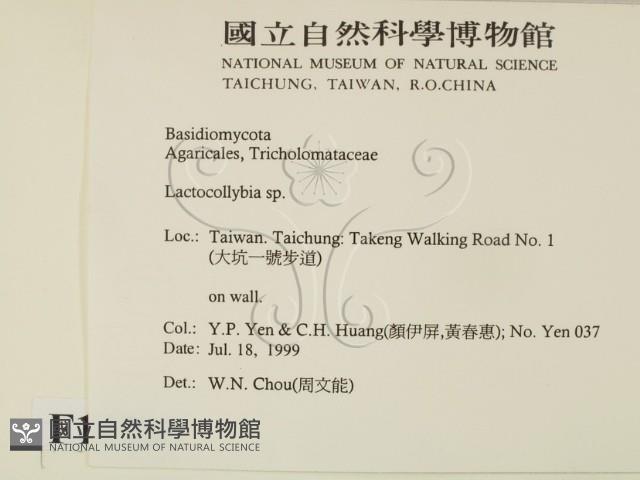 國立自然科學博物館
NATIONAL MUSEUM OF NATURAL SCIENCE
TAICHUNG, TAIWAN, R.O.CHINA
Basidiomycota
Agaricales, Tricholomataceae
Lactocollybia sp.
Loc.: Taiwan. Taichung: Takeng Walking Road No. 1
(大坑一號步道)
on wall.
Col.: Y.P. Yen & C.H. Huang(顏伊屏,黃春惠); No. Yen 037
Date: Jul. 18, 1999
Det.: W.N. Chou(周文能)
F1
國立自然科學博物館
NATIONAL MUSEUM OF NATURAL SCIENCE